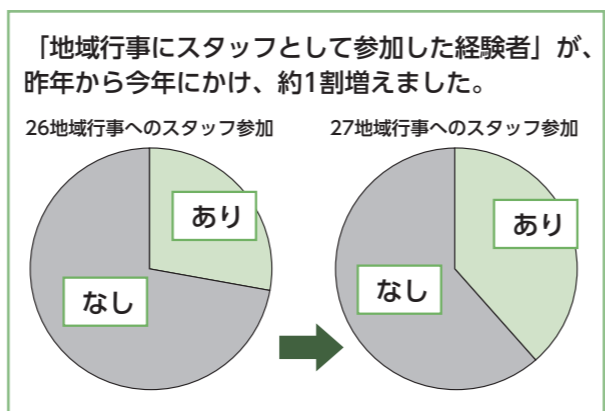 「地域行事にスタッフとして参加した経験者」が、
昨年から今年にかけ、約1割増えました。
26地域行事へのスタッフ参加
27地域行事へのスタッフ参加
あり
なし
あり
なし